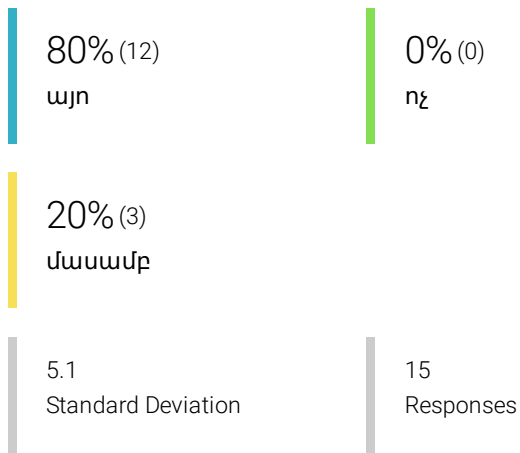 80% (12)
այո
0% (0)
ոչ
20% (3)
մասամբ
5.1
Standard Deviation
15
Responses